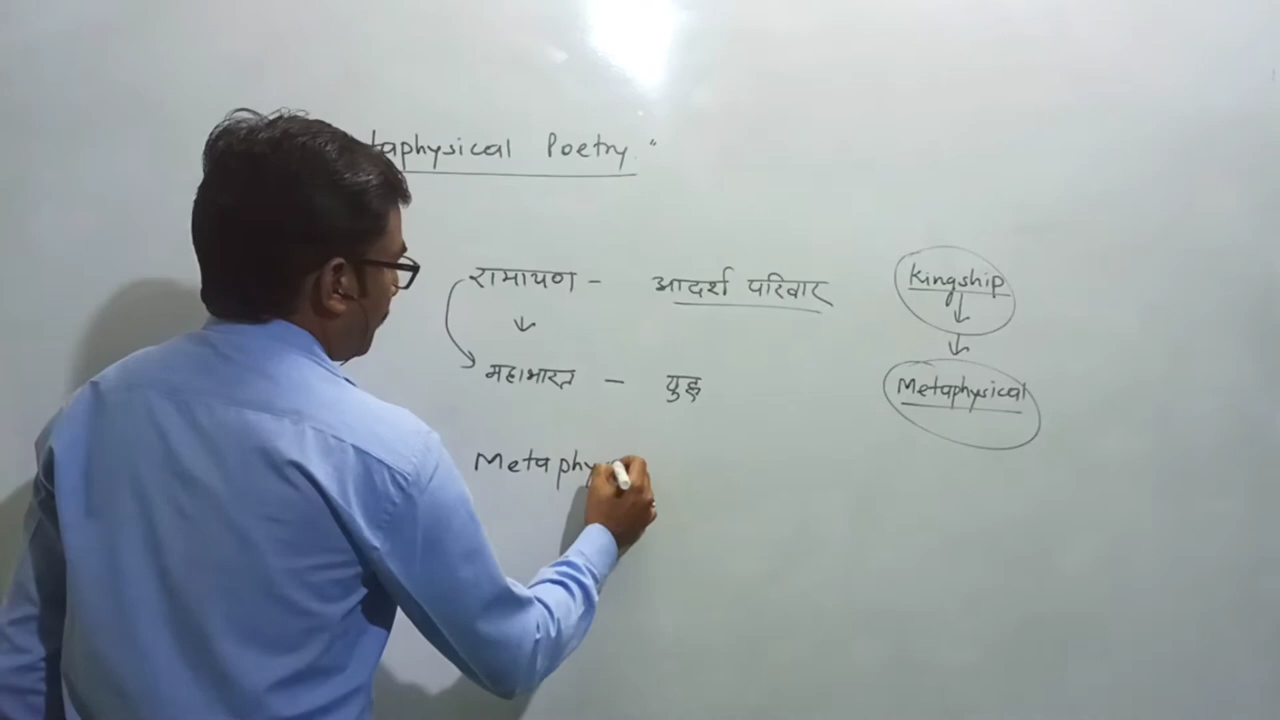 taphysical Poetry."
रामायण - आदर्श परिवार
महाभारत - युद्ध
Metaphy
Kingship
Metaphysical